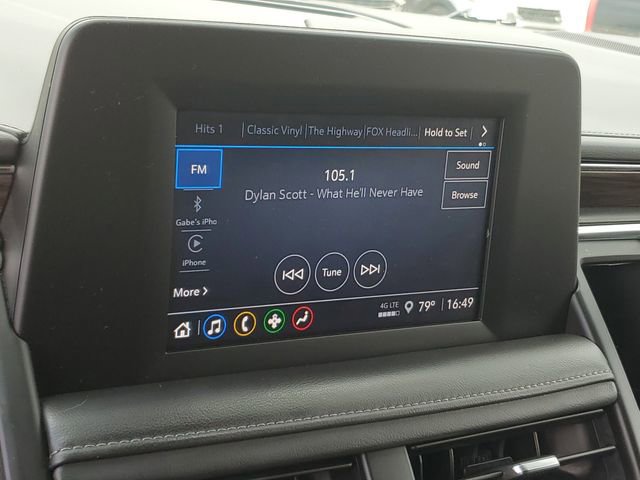 Hits 1 Classic Vinyl The Highway FOX Headli... Hold to Set
FM
105.1
Sound
Dylan Scott - What He'll Never Have
Browse
Gabe's iPho
iPhone
Tune
More
4G LTE
79° 16:49